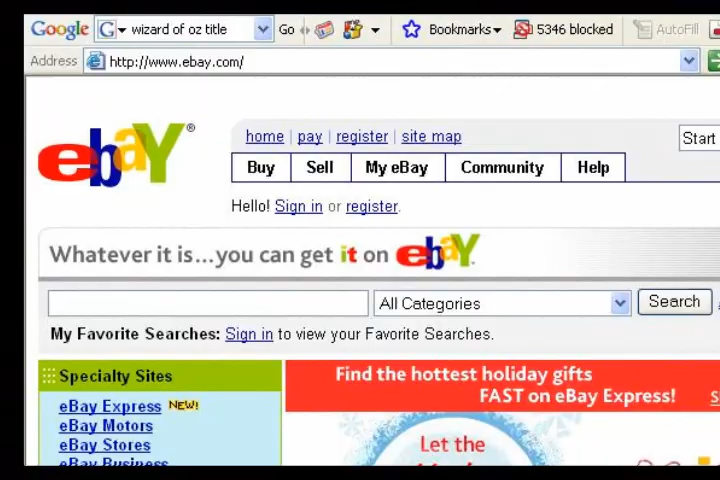 Google G wizard of oz title Go Bookmarks 5346 blocked AutoFill
Address http://www.ebay.com/
ebaY®
home | pay | register | site map
Start
Buy Sell My eBay Community Help
Hello! Sign in or register.
Whatever it is...you can get it on ebaY.
All Categories Search
My Favorite Searches: Sign in to view your Favorite Searches.
Specialty Sites
eBay Express NEW!
eBay Motors
eBay Stores
eBay Business
Find the hottest holiday gifts
FAST on eBay Express!
Let the